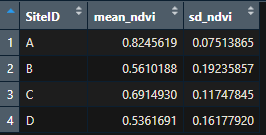 SiteID mean_ndvi sd_ndvi
1 A 0.8245619 0.07513865
2 B 0.5610188 0.19235857
3 C 0.6914930 0.11747845
4 D 0.5361691 0.16177920